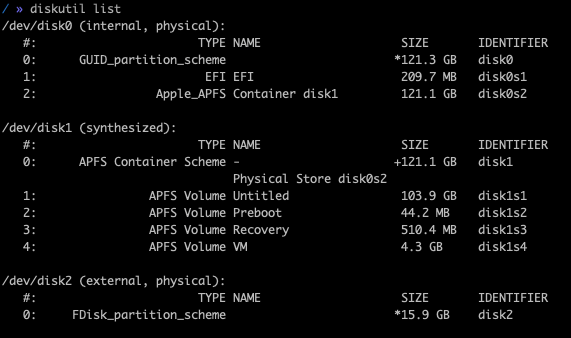 / » diskutil list
/dev/disk0 (internal, physical):
#: TYPE NAME SIZE IDENTIFIER
0: GUID_partition_scheme *121.3 GB disk0
1: EFI EFI 209.7 MB disk0s1
2: Apple_APFS Container disk1 121.1 GB disk0s2
/dev/disk1 (synthesized):
#: TYPE NAME SIZE IDENTIFIER
0: APFS Container Scheme - +121.1 GB disk1
Physical Store disk0s2
1: APFS Volume Untitled 103.9 GB disk1s1
2: APFS Volume Preboot 44.2 MB disk1s2
3: APFS Volume Recovery 510.4 MB disk1s3
4: APFS Volume VM 4.3 GB disk1s4
/dev/disk2 (external, physical):
#: TYPE NAME SIZE IDENTIFIER
0: FDisk_partition_scheme *15.9 GB disk2